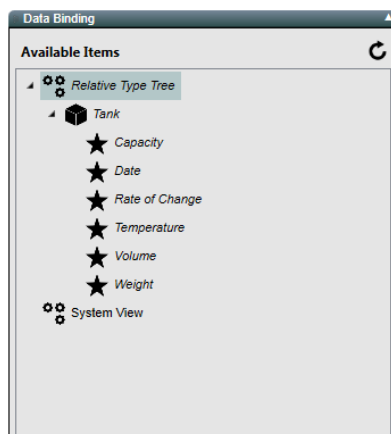 Data Binding
Available Items
Relative Type Tree
Tank
Capacity
Date
Rate of Change
Temperature
Volume
Weight
System View